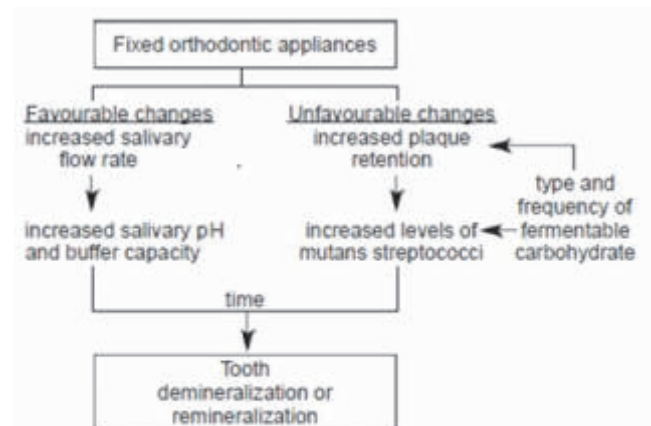 Fixed orthodontic appliances
Favourable changes
increased salivary
flow rate
increased salivary pH
and buffer capacity
Unfavourable changes
increased plaque
retention
increased levels of
mutans streptococci
type and
frequency of
fermentable
carbohydrate
time
Tooth
demineralization or
remineralization